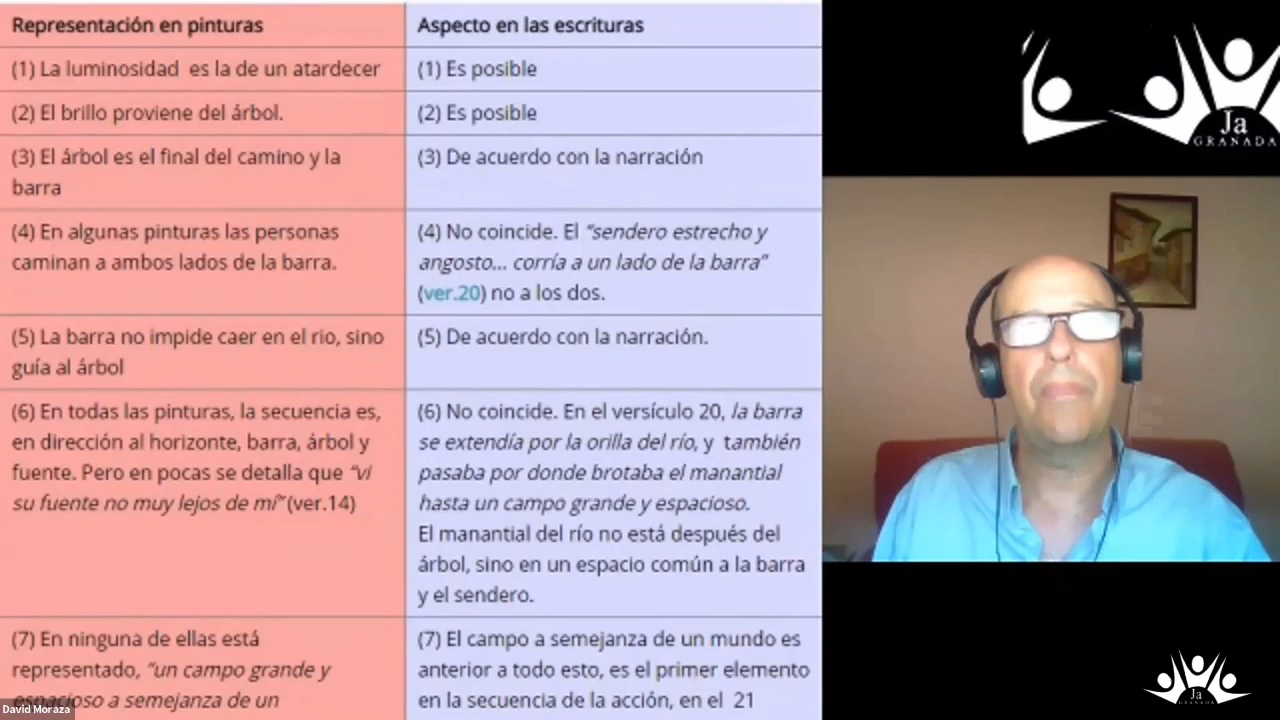 Representación en pinturas
Aspecto en las escrituras
(1) La luminosidad es la de un atardecer
(1) Es posible
(2) El brillo proviene del árbol.
(2) Es posible
(3) El árbol es el final del camino y la
barra
(3) De acuerdo con la narración
(4) En algunas pinturas las personas
caminan a ambos lados de la barra.
(4) No coincide. El “sendero estrecho y
angosto... corría a un lado de la barra”
(ver.20) no a los dos.
(5) La barra no impide caer en el rio, sino
guía al árbol
(5) De acuerdo con la narración.
(6) En todas las pinturas, la secuencia es,
en dirección al horizonte, barra, árbol y
fuente. Pero en pocas se detalla que “vi
su fuente no muy lejos de mí” (ver.14)
(6) No coincide. En el versículo 20, la barra
se extendía por la orilla del río, y también
pasaba por donde brotaba el manantial
hasta un campo grande y espacioso.
El manantial del río no está después del
árbol, sino en un espacio común a la barra
y el sendero.
(7) En ninguna de ellas está
representado, “un campo grande y
espacioso a semejanza de un
(7) El campo a semejanza de un mundo es
anterior a todo esto, es el primer elemento
en la secuencia de la acción, en el 21
David Moraza
Ja
GRANADA
Ja
GRANADA